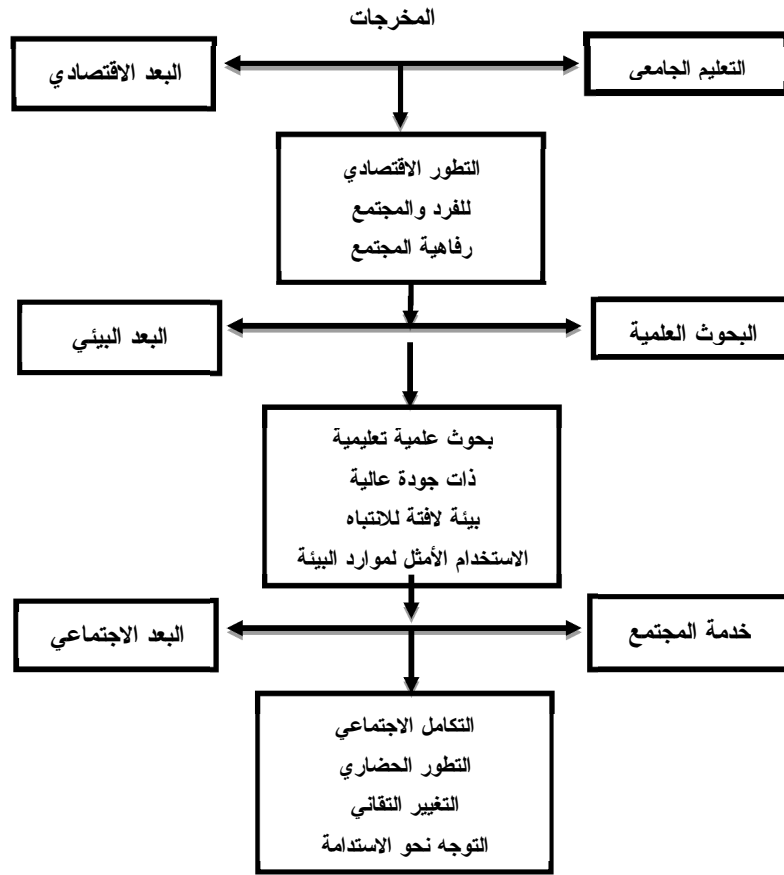 المخرجات
التعليم الجامعى
البعد الاقتصادي
التطور الاقتصادي
للفرد والمجتمع
رفاهية المجتمع
البحوث العلمية
البعد البيئي
بحوث علمية تعليمية
ذات جودة عالية
بيئة لافتة للانتباه
الاستخدام الأمثل لموارد البيئة
خدمة المجتمع
البعد الاجتماعي
التكامل الاجتماعي
التطور الحضاري
التغيير التقاني
التوجه نحو الاستدامة